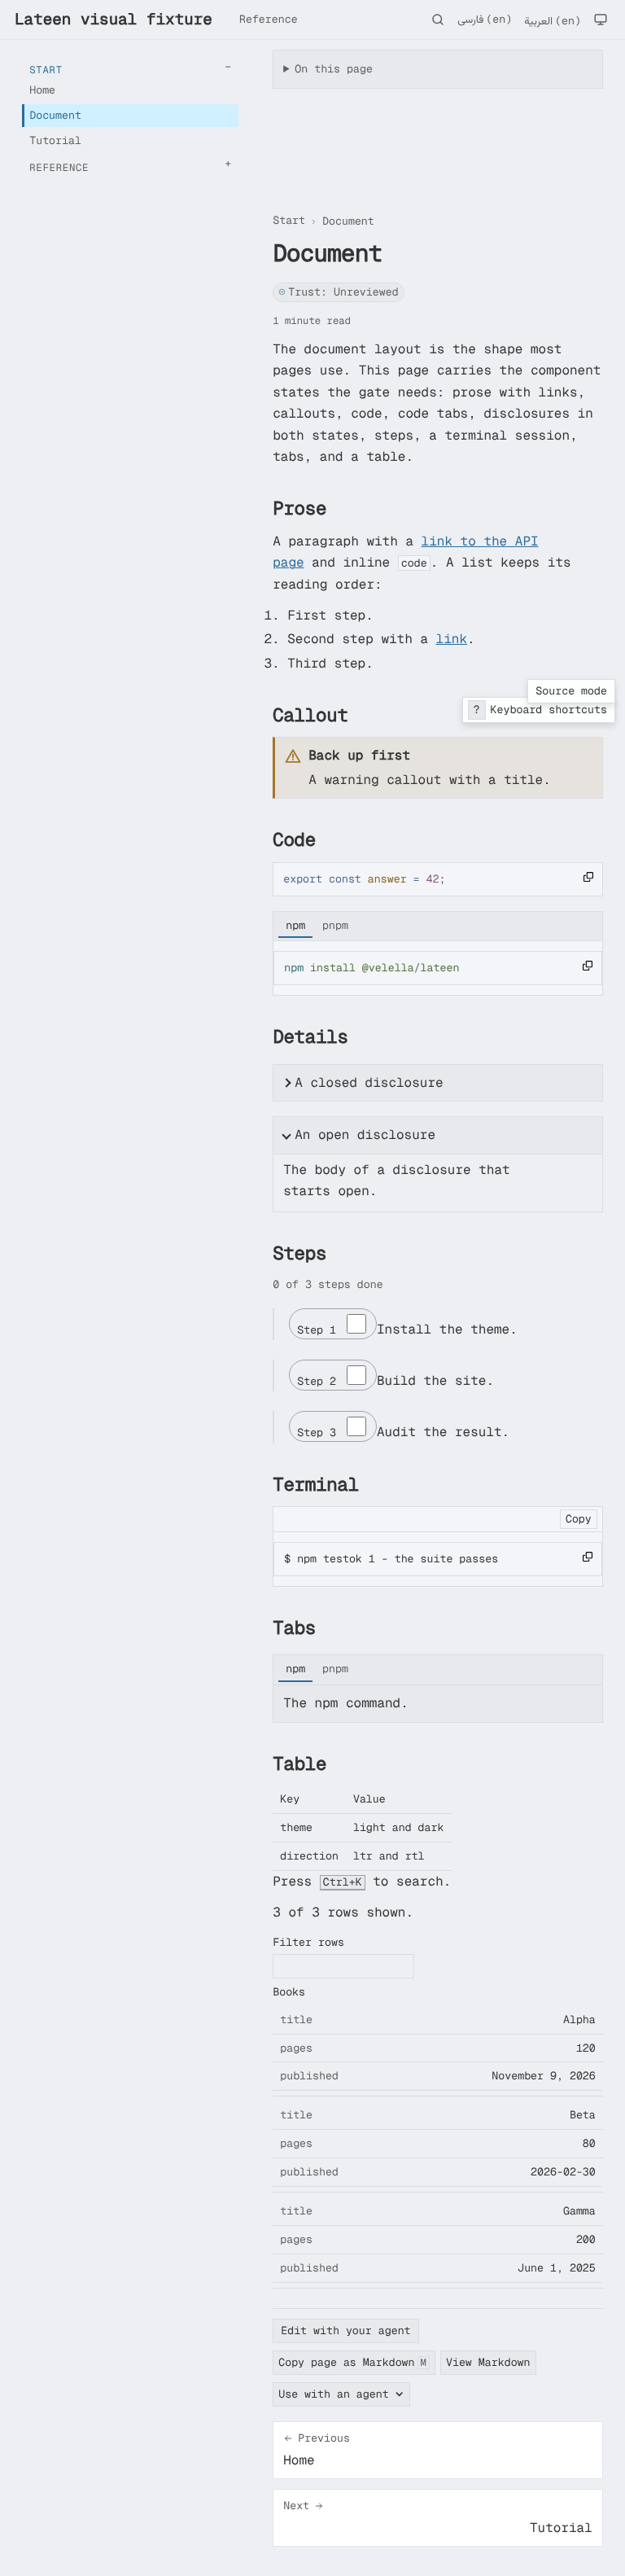 Lateen visual fixture
Reference
فارسی (en)
العربية (en)
START
−
Home
Document
Tutorial
REFERENCE
+
▶ On this page
Start › Document
Document
Trust: Unreviewed
1 minute read
The document layout is the shape most
pages use. This page carries the component
states the gate needs: prose with links,
callouts, code, code tabs, disclosures in
both states, steps, a terminal session,
tabs, and a table.
Prose
A paragraph with a link to the API
page and inline code. A list keeps its
reading order:
1. First step.
2. Second step with a link.
3. Third step.
Source mode
? Keyboard shortcuts
Callout
Back up first
A warning callout with a title.
Code
export const answer = 42;
npm pnpm
npm install @velella/lateen
Details
A closed disclosure
An open disclosure
The body of a disclosure that
starts open.
Steps
0 of 3 steps done
Step 1 Install the theme.
Step 2 Build the site.
Step 3 Audit the result.
Terminal
Copy
$ npm testok 1 - the suite passes
Tabs
npm pnpm
The npm command.
Table
Key Value
theme light and dark
direction ltr and rtl
Press Ctrl+K to search.
3 of 3 rows shown.
Filter rows
Books
title Alpha
pages 120
published November 9, 2026
title Beta
pages 80
published 2026-02-30
title Gamma
pages 200
published June 1, 2025
Edit with your agent
Copy page as Markdown M View Markdown
Use with an agent
← Previous
Home
Next →
Tutorial